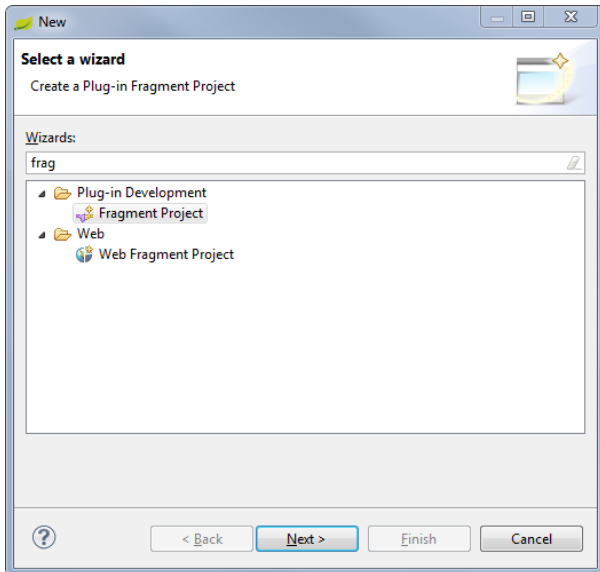 New
Select a wizard
Create a Plug-in Fragment Project
Wizards:
frag
Plug-in Development
Fragment Project
Web
Web Fragment Project
? < Back Next > Finish Cancel